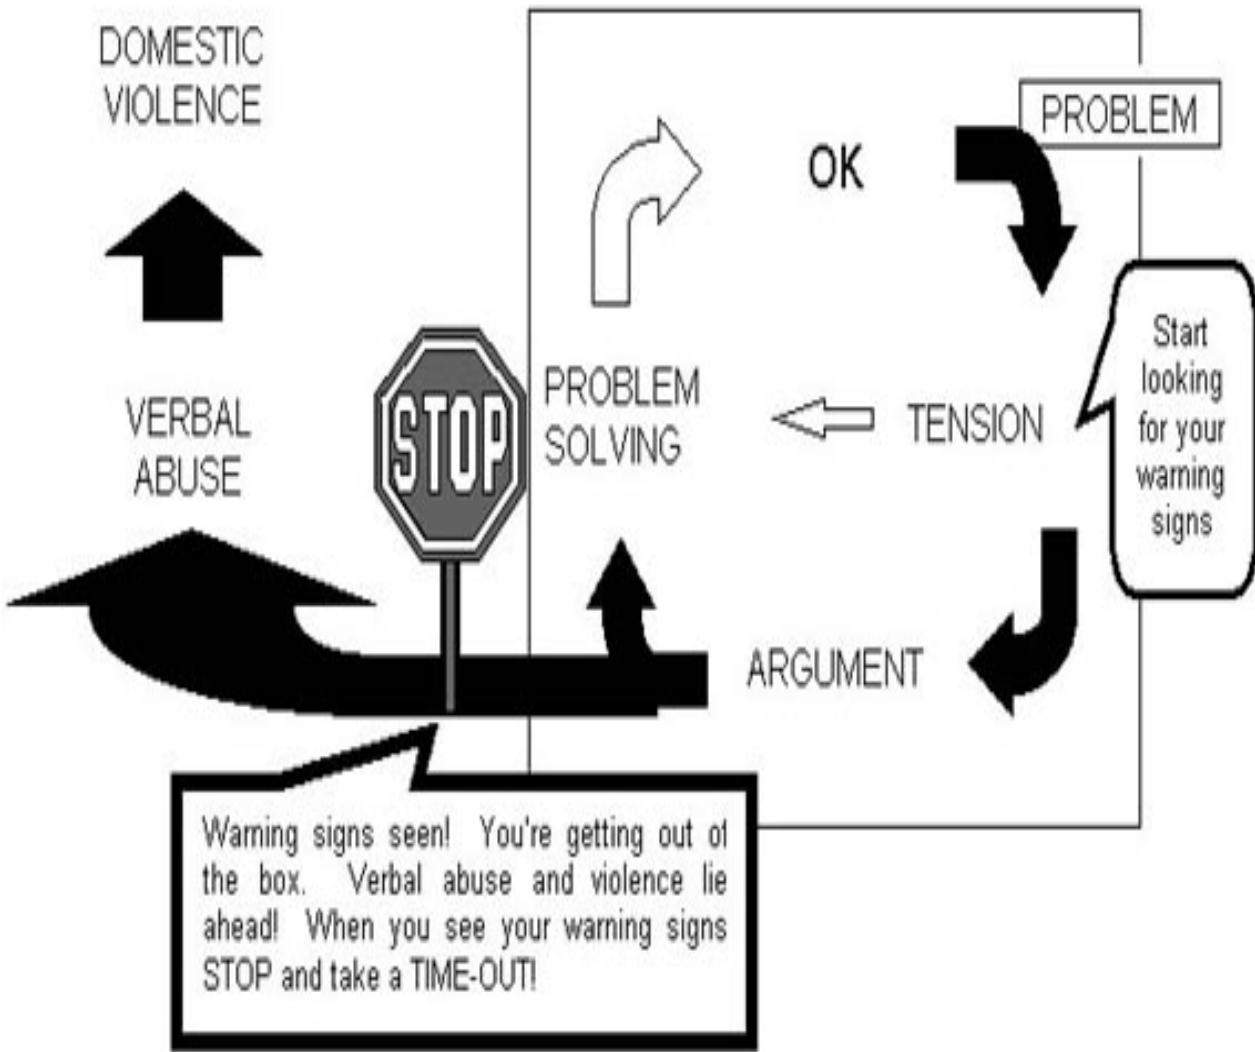 DOMESTIC
VIOLENCE
PROBLEM
OK
Start
looking
for your
warning
signs
STOP
PROBLEM
SOLVING
TENSION
VERBAL
ABUSE
ARGUMENT
Warning signs seen! You're getting out of
the box. Verbal abuse and violence lie
ahead! When you see your warning signs
STOP and take a TIME-OUT!